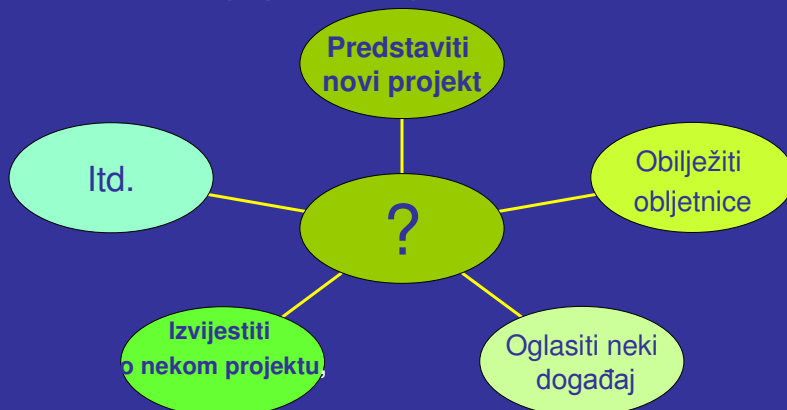 Predstaviti
novi projekt
Itd.
Obilježiti
obljetnice
?
Izvijestiti
o nekom projektu,
Oglasiti neki
događaj